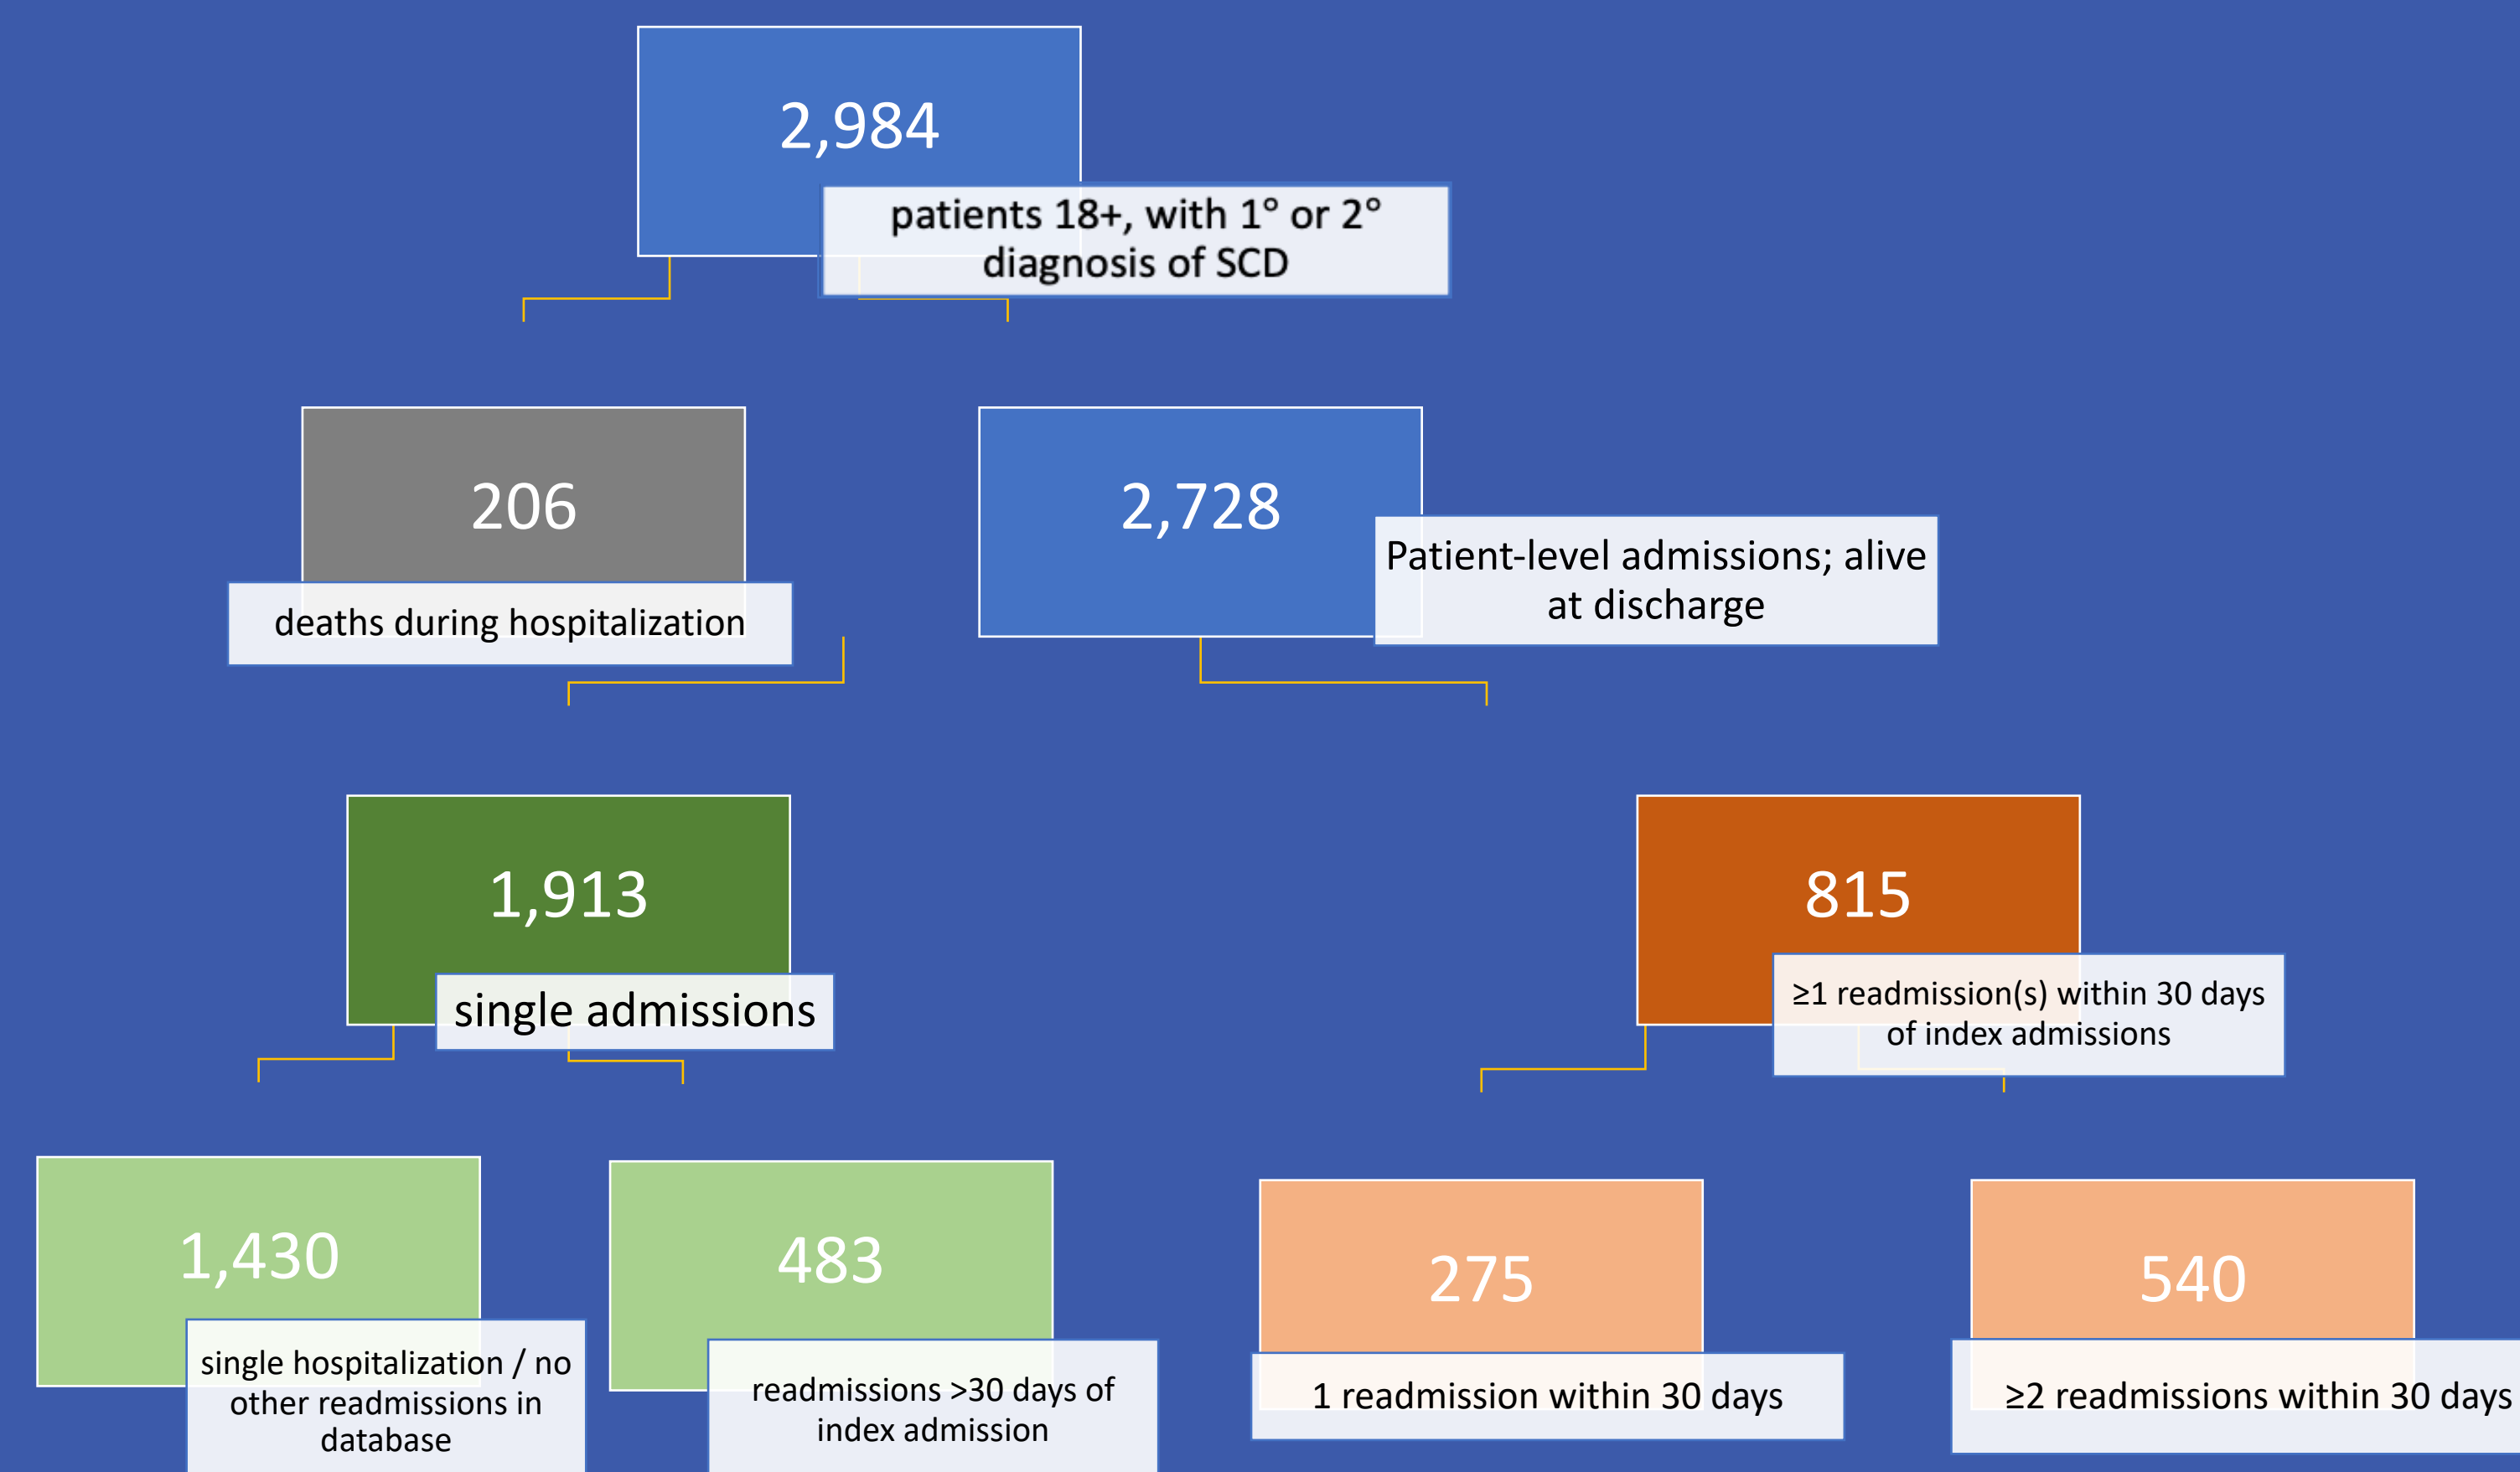 2,984
patients 18+, with 1° or 2°
diagnosis of SCD
206
deaths during hospitalization
2,728
Patient-level admissions; alive
at discharge
1,913
single admissions
815
≥1 readmission(s) within 30 days
of index admissions
1,430
single hospitalization / no
other readmissions in
database
483
readmissions >30 days of
index admission
275
1 readmission within 30 days
540
≥2 readmissions within 30 days